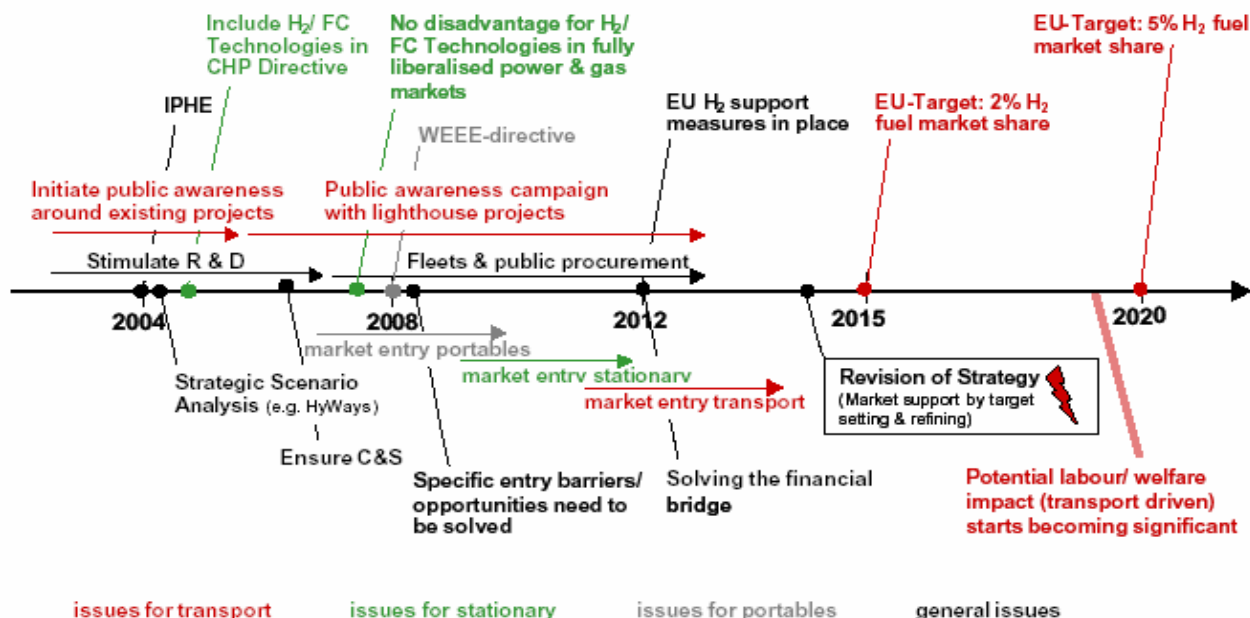 Include H₂/ FC
Technologies in
CHP Directive
No disadvantage for H₂/
FC Technologies in fully
liberalised power & gas
markets
EU-Target: 5% H₂ fuel
market share
IPHE
WEEE-directive
EU H₂ support
measures in place
EU-Target: 2% H₂
fuel market share
Initiate public awareness
around existing projects
Public awareness campaign
with lighthouse projects
Stimulate R & D
Fleets & public procurement
2004
2008
2012
2015
2020
market entry portables
market entry stationary
market entry transport
Strategic Scenario
Analysis (e.g. HyWays)
Ensure C&S
Specific entry barriers/
opportunities need to
be solved
Solving the financial
bridge
Revision of Strategy
(Market support by target
setting & refining)
Potential labour/ welfare
impact (transport driven)
starts becoming significant
issues for transport
issues for stationary
issues for portables
general issues